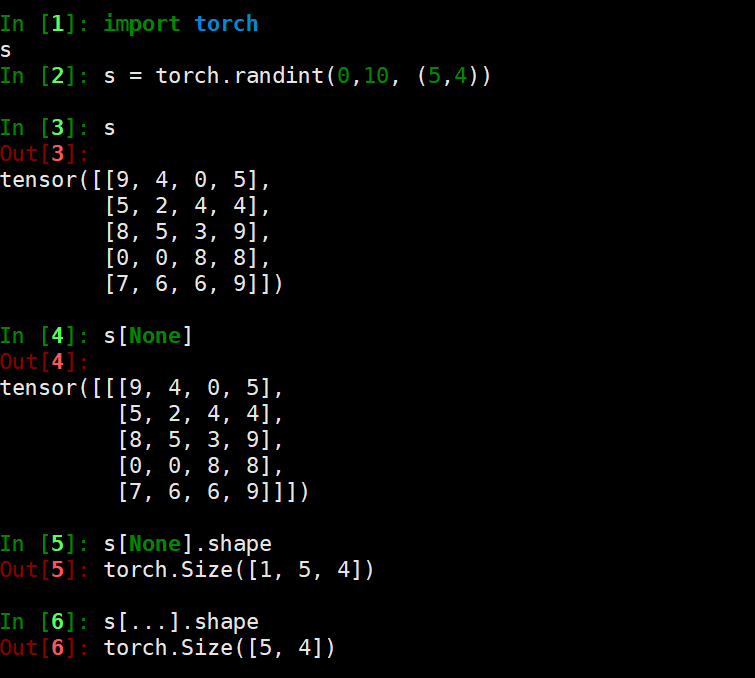 In [1]: import torch
s
In [2]: s = torch.randint(0,10, (5,4))
In [3]: s
Out[3]:
tensor([[9, 4, 0, 5],
        [5, 2, 4, 4],
        [8, 5, 3, 9],
        [0, 0, 8, 8],
        [7, 6, 6, 9]])
In [4]: s[None]
Out[4]:
tensor([[[9, 4, 0, 5],
         [5, 2, 4, 4],
         [8, 5, 3, 9],
         [0, 0, 8, 8],
         [7, 6, 6, 9]]])
In [5]: s[None].shape
Out[5]: torch.Size([1, 5, 4])
In [6]: s[...].shape
Out[6]: torch.Size([5, 4])